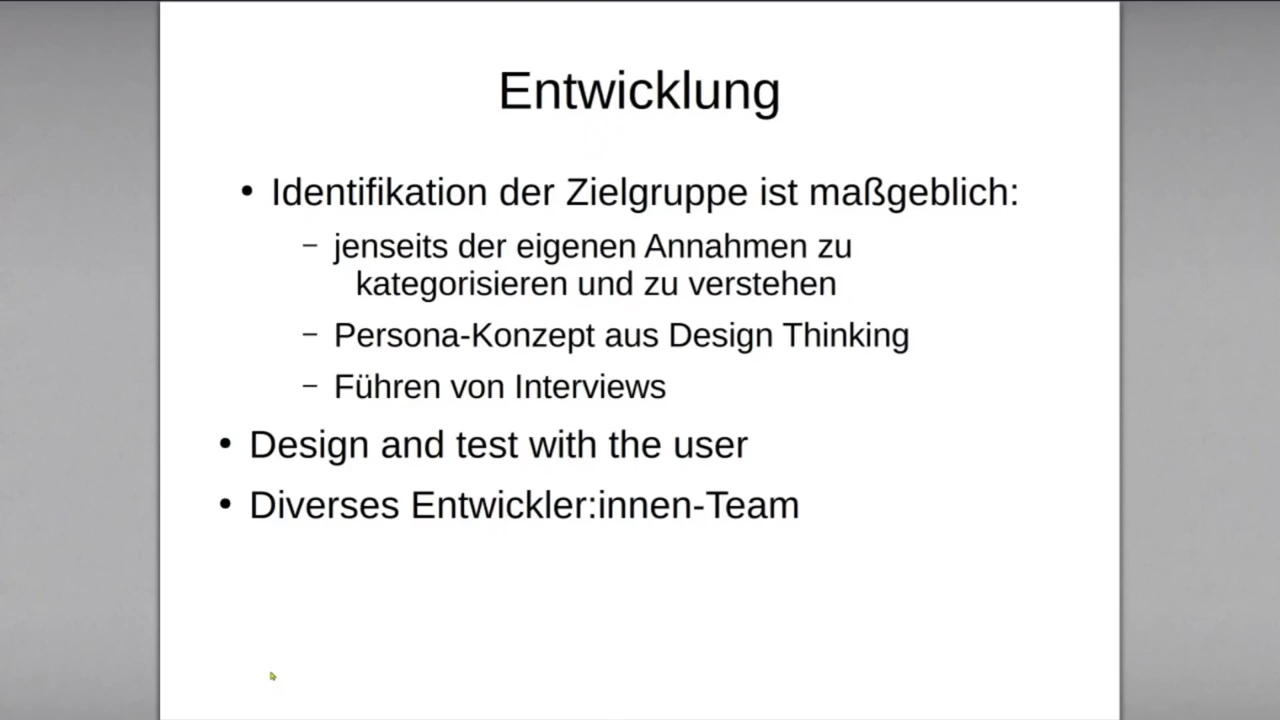 Entwicklung
• Identifikation der Zielgruppe ist maßgeblich:
– jenseits der eigenen Annahmen zu
kategorisieren und zu verstehen
– Persona-Konzept aus Design Thinking
– Führen von Interviews
• Design and test with the user
• Diverses Entwickler:innen-Team